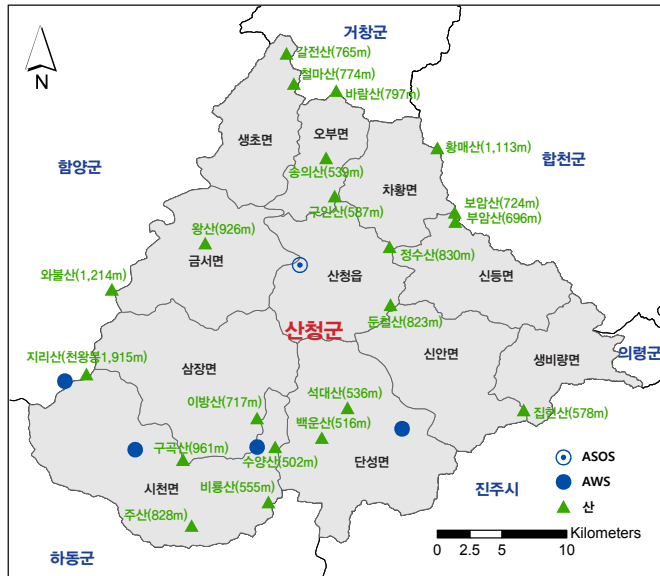 거창군
갈전산(765m)
철마산(774m)
바람산(797m)
N
생초면
오부면
황매산(1,113m)
합천군
함양군
송의산(539m)
차황면
보암산(724m)
구인산(587m)
부암산(696m)
왕산(926m)
정수산(830m)
금서면
산청읍
신등면
와불산(1,214m)
둔철산(823m)
산청군
지리산(천왕봉1,915m)
삼장면
신안면
생비량면
의령군
석대산(536m)
이방산(717m)
백운산(516m)
집현산(578m)
구곡산(961m)
수양산(502m)
단성면
ASOS
시천면
비룡산(555m)
진주시
AWS
주산(828m)
산
하동군
Kilometers
0 2.5 5 10